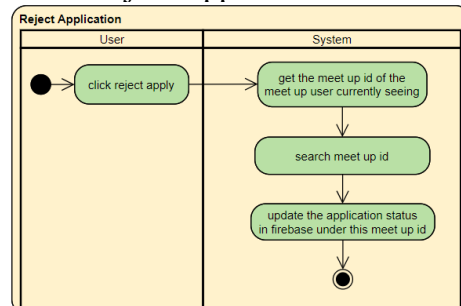 Reject Application
User
System
click reject apply
get the meet up id of the
meet up user currently seeing
search meet up id
update the application status
in firebase under this meet up id